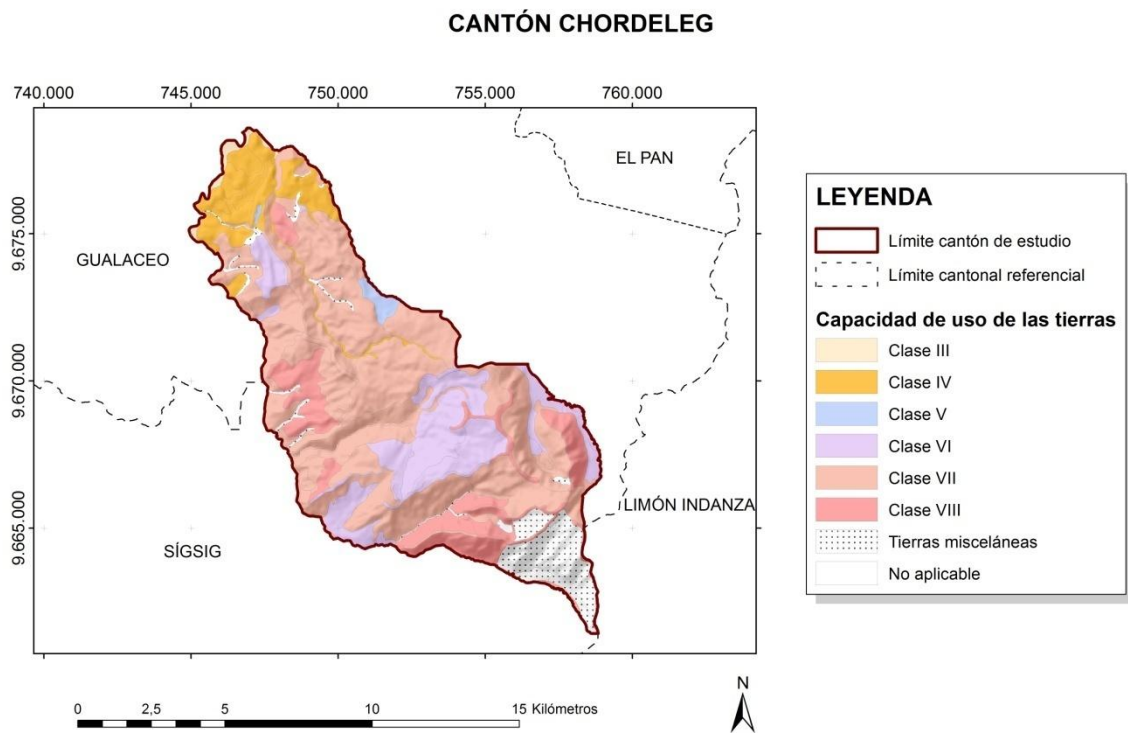 CANTÓN CHORDELEG
740.000 745.000 750.000 755.000 760.000
9.675.000
9.670.000
9.665.000
EL PAN
GUALACEO
LIMÓN INDANZA
SÍGSIG
LEYENDA
Límite cantón de estudio
Límite cantonal referencial
Capacidad de uso de las tierras
Clase III
Clase IV
Clase V
Clase VI
Clase VII
Clase VIII
Tierras misceláneas
No aplicable
0 2,5 5 10 15 Kilómetros
N